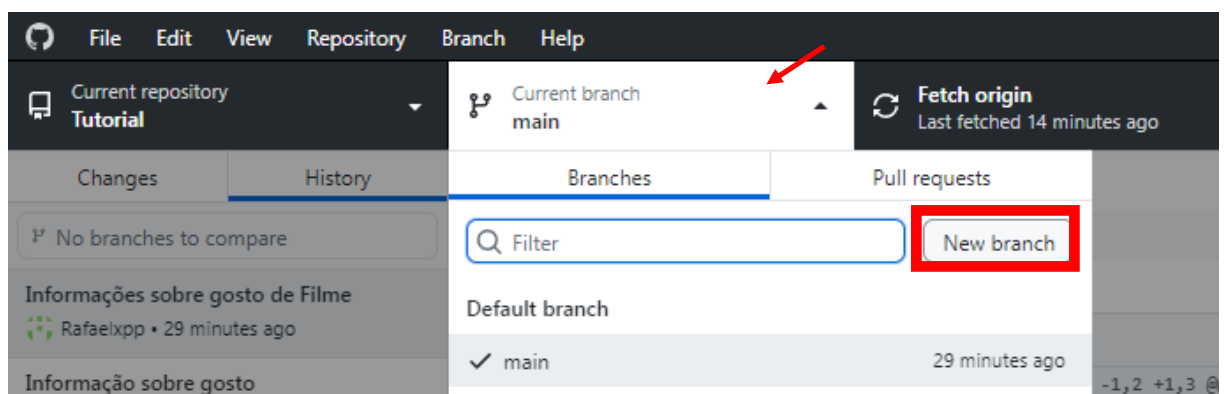 File Edit View Repository Branch Help
Current repository
Tutorial
Current branch
main
Fetch origin
Last fetched 14 minutes ago
Changes History
Branches Pull requests
No branches to compare
Filter
New branch
Informações sobre gosto de Filme
Rafaelxpp • 29 minutes ago
Default branch
main 29 minutes ago
Informação sobre gosto
-1,2 +1,3 @